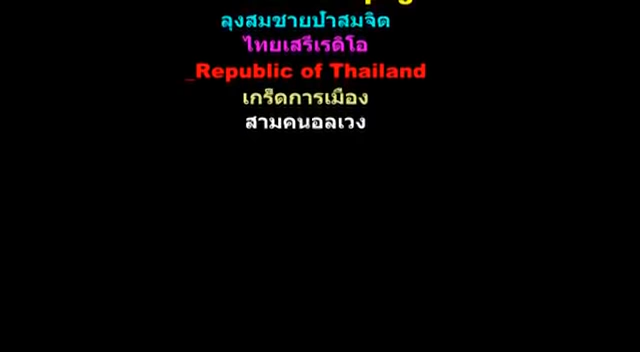 ลุงสมชายป้าสมจิต
ไทยเสรีเรดิโอ
_Republic of Thailand
เกร็ดการเมือง
สามคนอลเวง